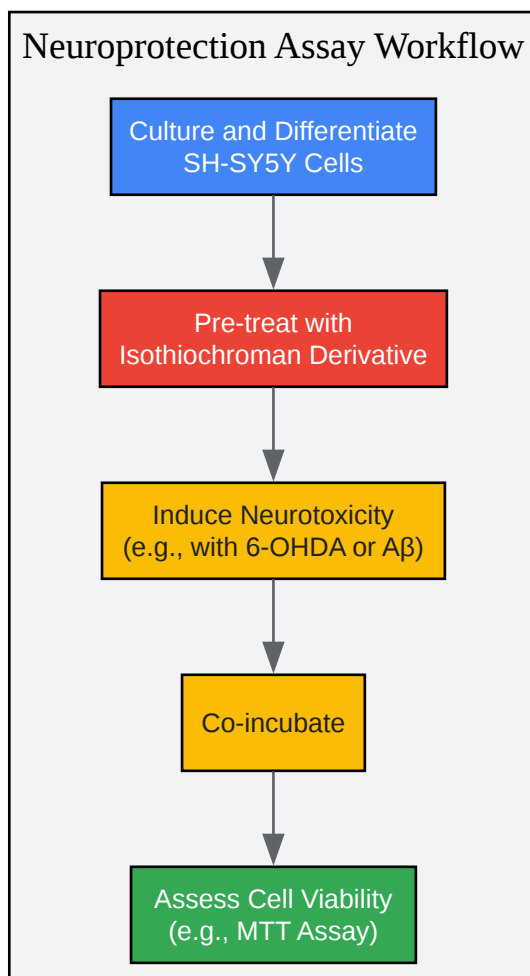 Neuroprotection Assay Workflow
Culture and Differentiate
SH-SY5Y Cells
Pre-treat with
Isothiochroman Derivative
Induce Neurotoxicity
(e.g., with 6-OHDA or Aβ)
Co-incubate
Assess Cell Viability
(e.g., MTT Assay)